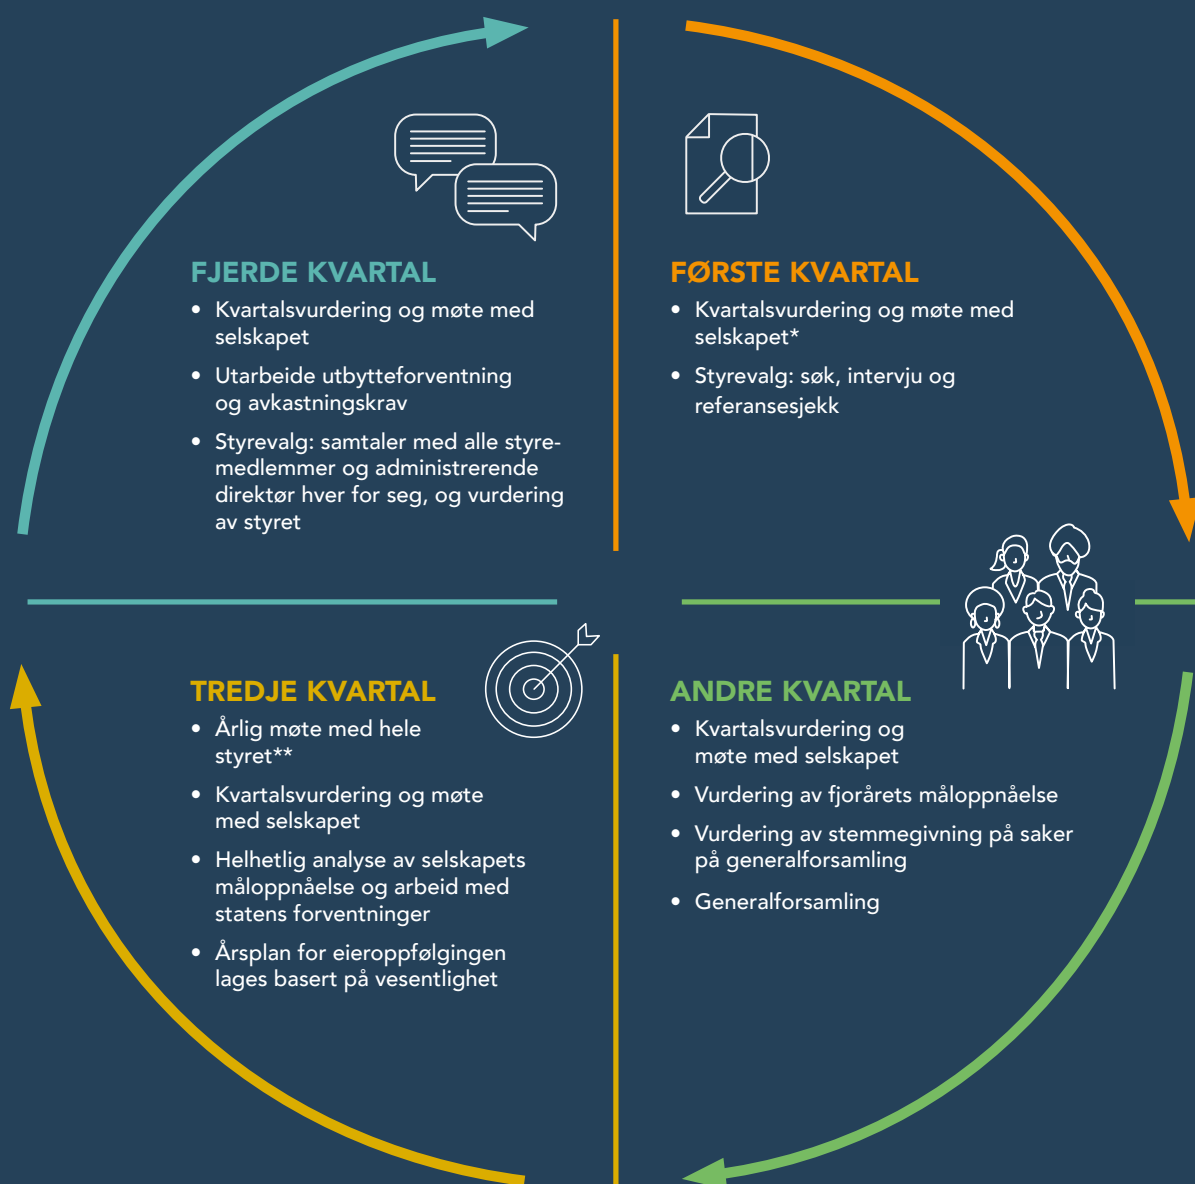 FJERDE KVARTAL
• Kvartalsvurdering og møte med
selskapet
• Utarbeide utbytteforventning
og avkastningskrav
• Styrevalg: samtaler med alle styre-
medlemmer og administrerende
direktør hver for seg, og vurdering
av styret
FØRSTE KVARTAL
• Kvartalsvurdering og møte med
selskapet*
• Styrevalg: søk, intervju og
referansesjekk
TREDJE KVARTAL
• Årlig møte med hele
styret**
• Kvartalsvurdering og møte
med selskapet
• Helhetlig analyse av selskapets
måloppnåelse og arbeid med
statens forventninger
• Årsplan for eieroppfølgingen
lages basert på vesentlighet
ANDRE KVARTAL
• Kvartalsvurdering og
møte med selskapet
• Vurdering av fjorårets måloppnåelse
• Vurdering av stemmegivning på saker
på generalforsamling
• Generalforsamling